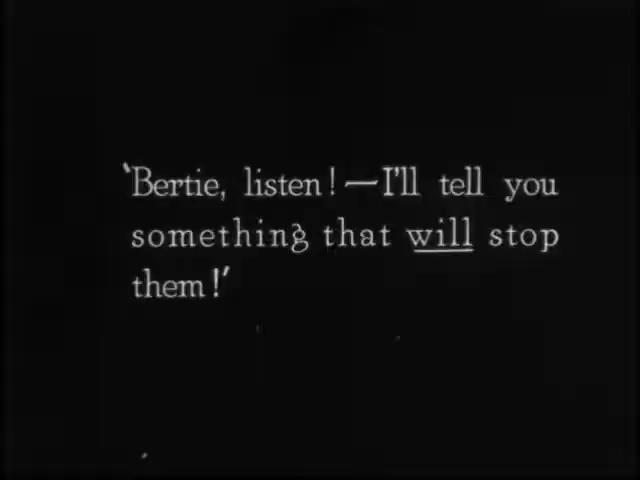 ‘Bertie, listen!—I'll tell you
something that will stop
them!’